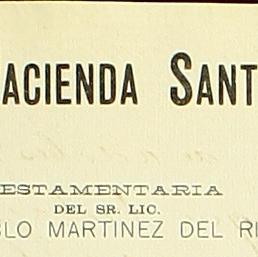 ACIENDA SANT
ESTAMENTARIA
DEL SR. LIC.
BLO MARTINEZ DEL RI